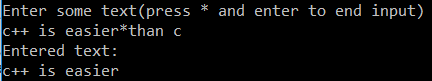 Enter some text(press * and enter to end input)
c++ is easier*than c
Entered text:
c++ is easier